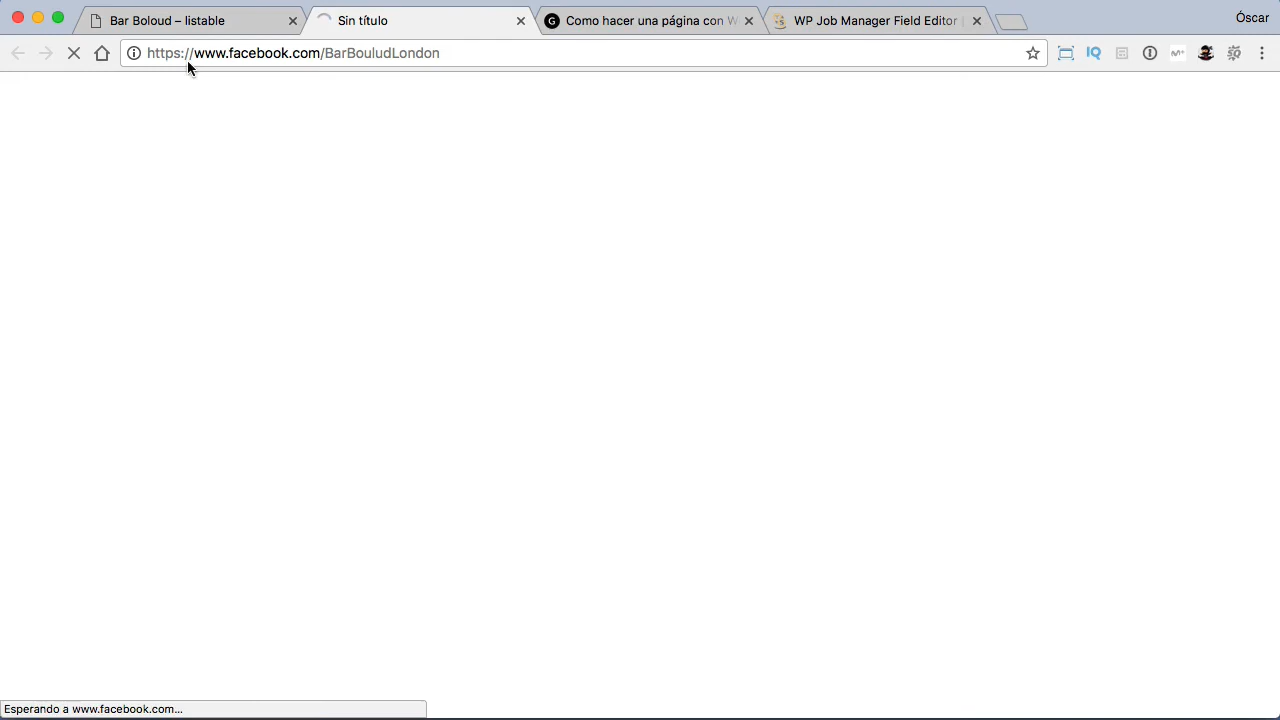 Bar Boloud – listable
Sin título
Como hacer una página con W
WP Job Manager Field Editor
Óscar
https://www.facebook.com/BarBouludLondon
Esperando a www.facebook.com...